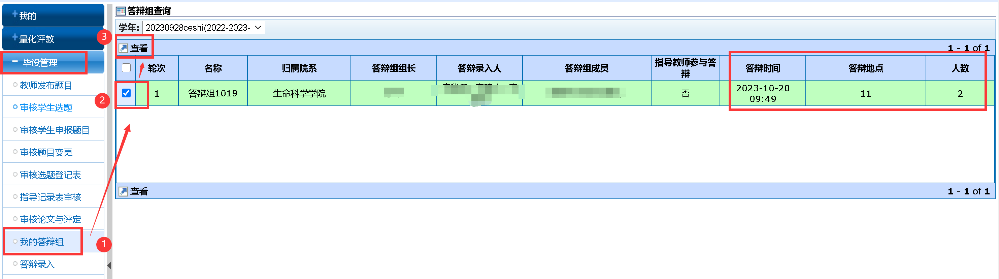 我的
量化评教
毕设管理
教师发布题目
审核学生选题
审核学生申报题目
审核题目变更
审核选题登记表
指导记录表审核
审核论文与评定
我的答辩组
答辩录入
1
2
3
答辩组查询
学年: 20230928ceshi(2022-2023-
查看 1 - 1 of 1
轮次 名称 归属院系 答辩组组长 答辩录入人 答辩组成员 指导教师参与答
辩 答辩时间 答辩地点 人数
1 答辩组1019 生命科学学院 否 2023-10-20
09:49 11 2
查看 1 - 1 of 1